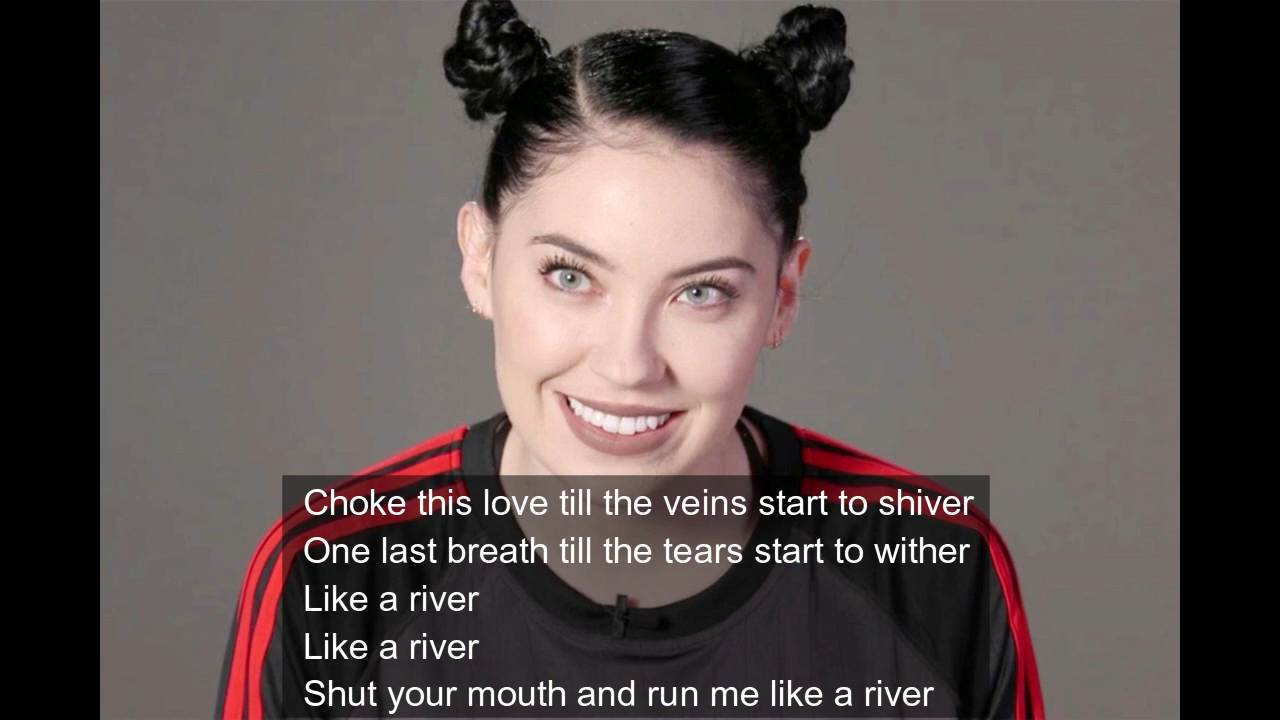 Choke this love till the veins start to shiver
One last breath till the tears start to wither
Like a river
Like a river
Shut your mouth and run me like a river